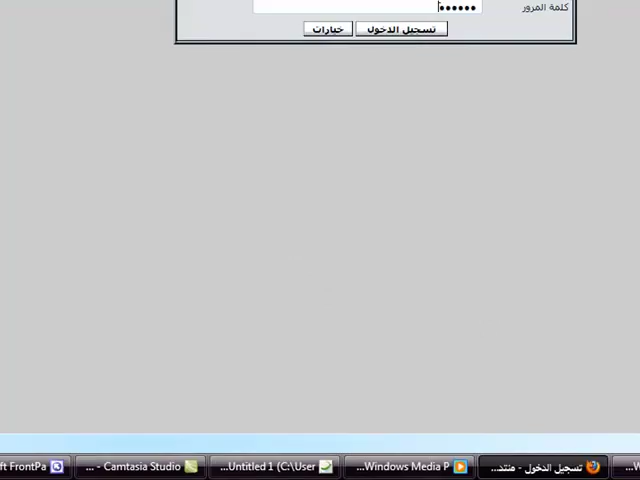 كلمة المرور ••••••
تسجيل الدخول خيارات
ft FrontPa ... - Camtasia Studio ...Untitled 1 (C:\User ...Windows Media P ...تسجيل الدخول - منتد W